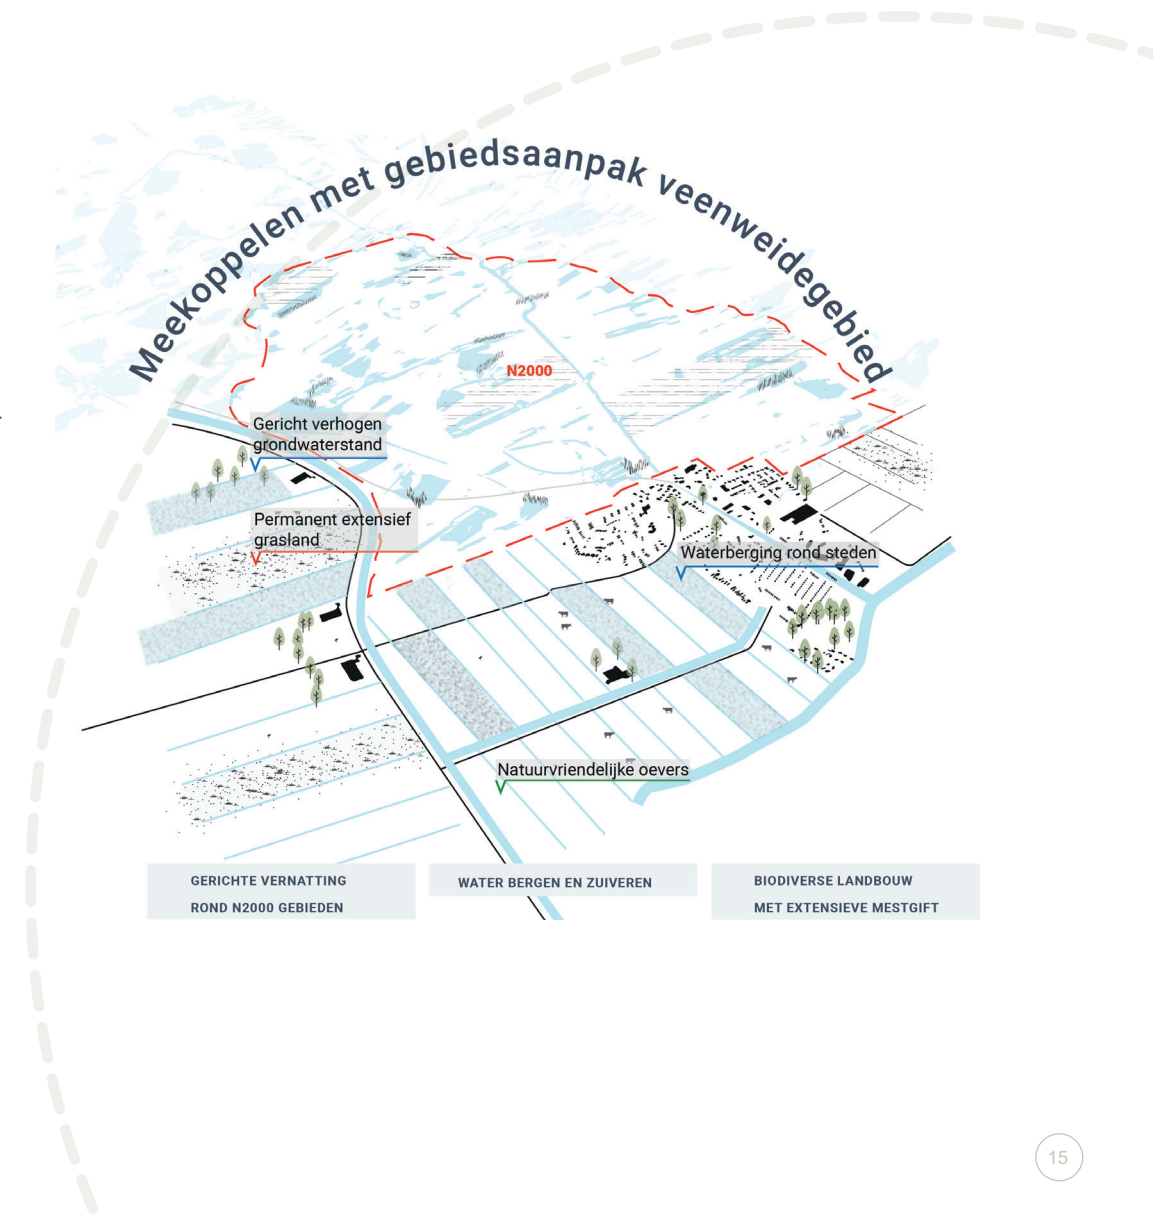 Meekoppelen met gebiedsaanpak veenweidegebied
N2000
Gericht verhogen
grondwaterstand
Permanent extensief
grasland
Waterberging rond steden
Natuurvriendelijke oevers
GERICHTE VERNATTING
ROND N2000 GEBIEDEN
WATER BERGEN EN ZUIVEREN
BIODIVERSE LANDBOUW
MET EXTENSIEVE MESTGIFT
15